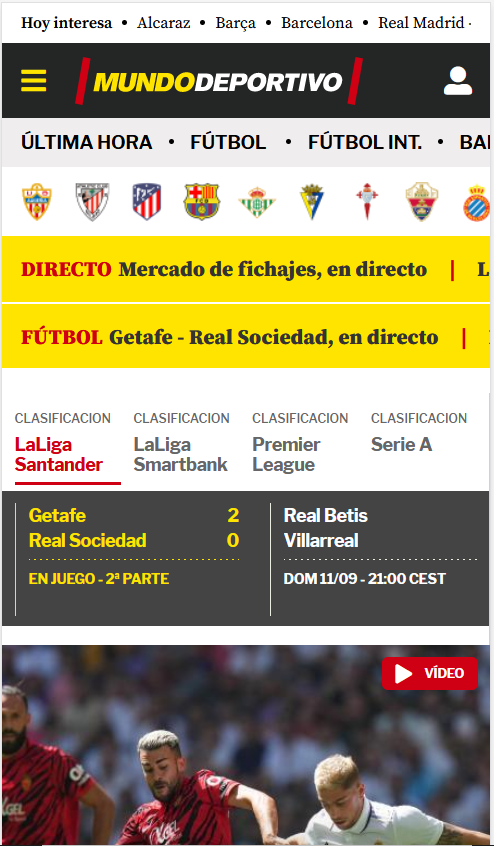 Hoy interesa • Alcaraz • Barça • Barcelona • Real Madrid ·
MUNDODEPORTIVO
ÚLTIMA HORA • FÚTBOL • FÚTBOL INT. • BA
DIRECTO Mercado de fichajes, en directo | L
FÚTBOL Getafe - Real Sociedad, en directo |
CLASIFICACION CLASIFICACION CLASIFICACION CLASIFICACION
LaLiga LaLiga Premier Serie A
Santander Smartbank League
Getafe 2 Real Betis
Real Sociedad 0 Villarreal
EN JUEGO - 2ª PARTE DOM 11/09 - 21:00 CEST
VÍDEO